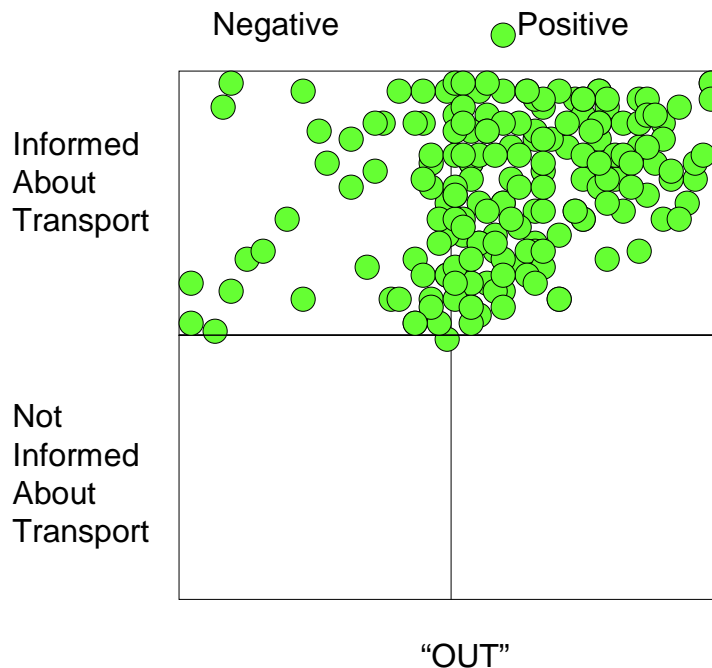 Negative Positive
Informed
About
Transport
Not
Informed
About
Transport
“OUT”